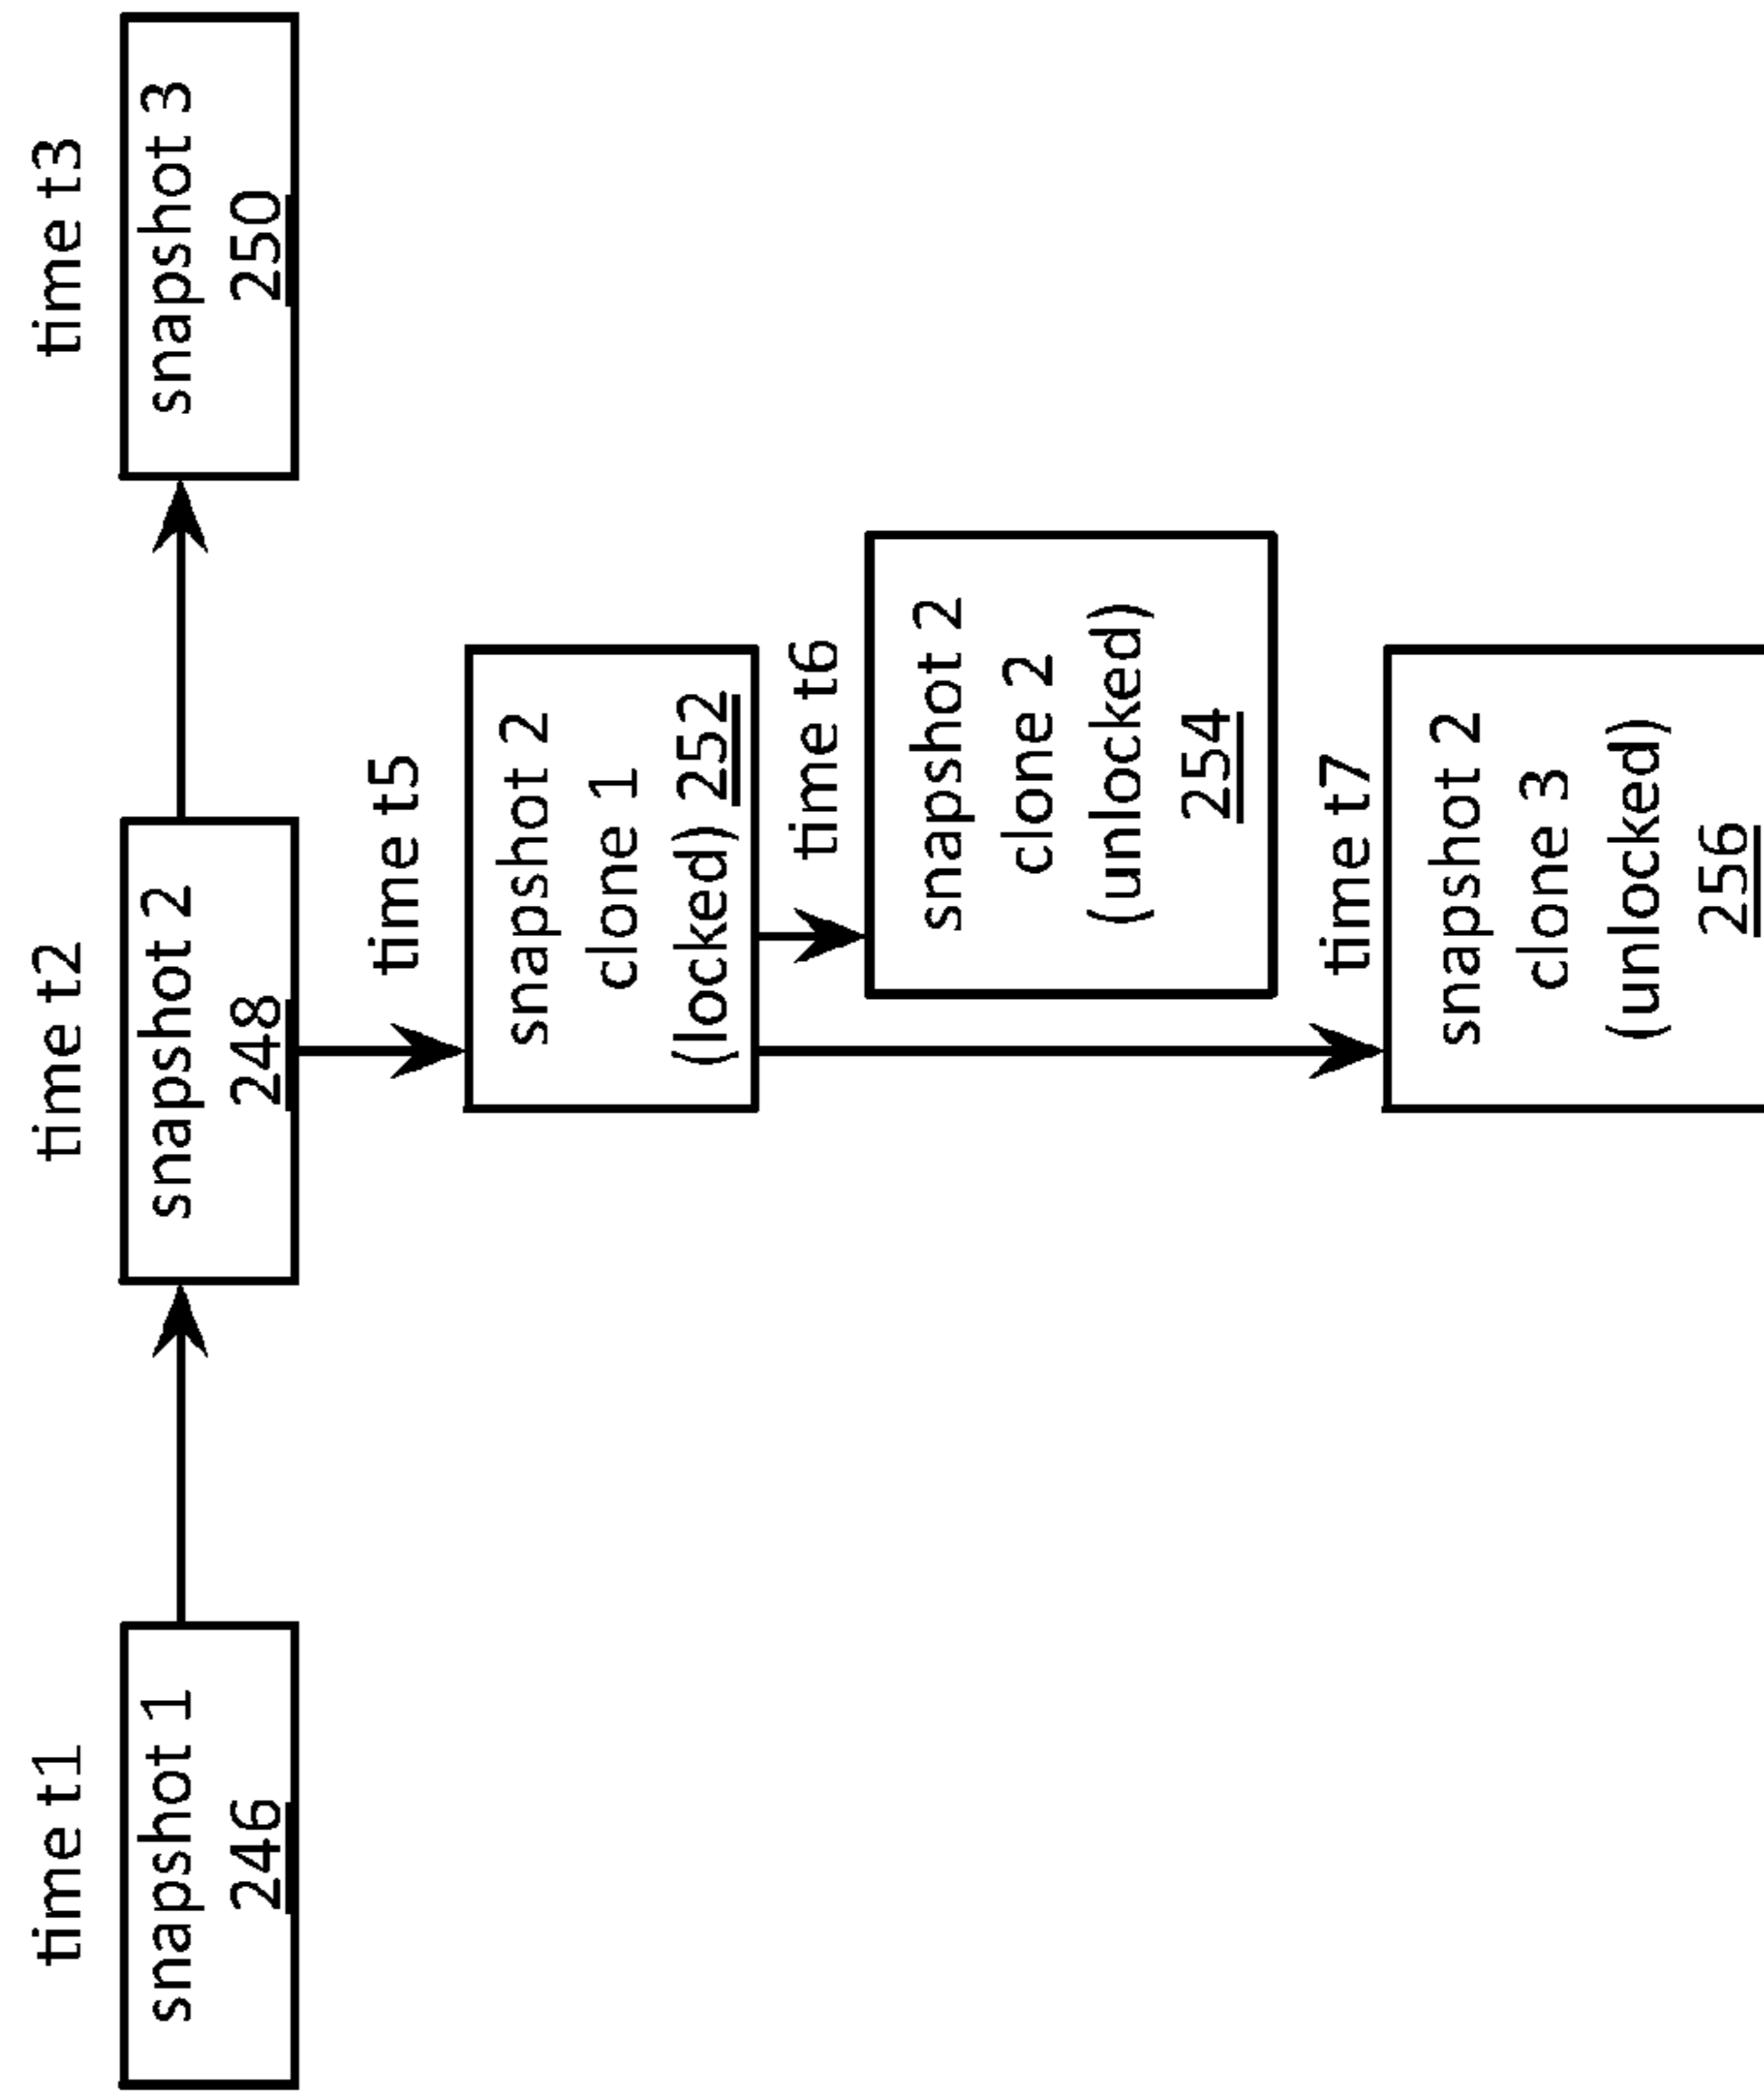 time t1
snapshot 1
246
time t2
snapshot 2
248
time t3
snapshot 3
250
time t5
snapshot 2
clone 1
(locked) 252
time t6
snapshot 2
clone 2
(unlocked)
254
time t7
snapshot 2
clone 3
(unlocked)
256